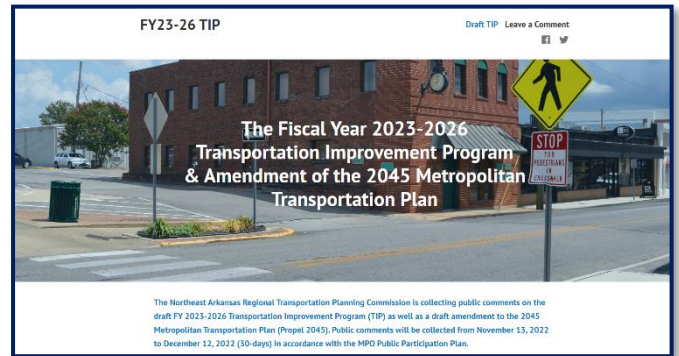 FY23-26 TIP
Draft TIP Leave a Comment
The Fiscal Year 2023-2026
Transportation Improvement Program
& Amendment of the 2045 Metropolitan
Transportation Plan
STOP
FOR
PEDESTRIANS
IN
CROSSWALK
The Northeast Arkansas Regional Transportation Planning Commission is collecting public comments on the
draft FY 2023-2026 Transportation Improvement Program (TIP) as well as a draft amendment to the 2045
Metropolitan Transportation Plan (Propel 2045). Public comments will be collected from November 13, 2022
to December 12, 2022 (30-days) in accordance with the MPO Public Participation Plan.